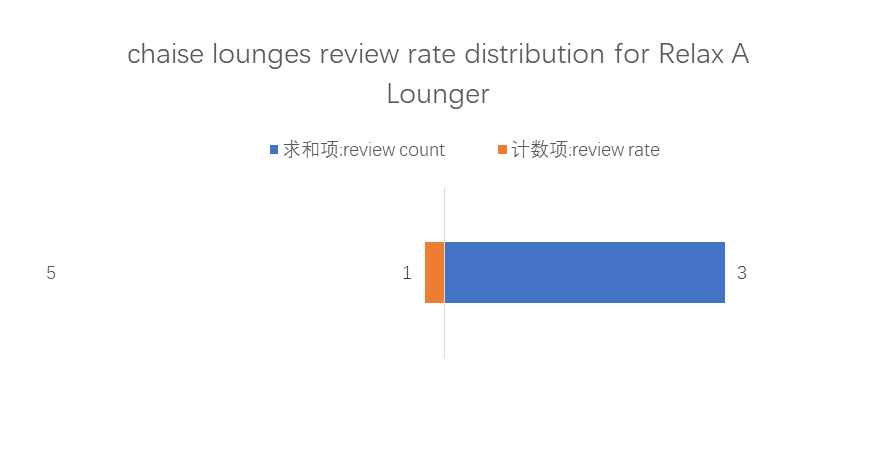 chaise lounges review rate distribution for Relax A
Lounger
求和项:review count 计数项:review rate
5 1 3